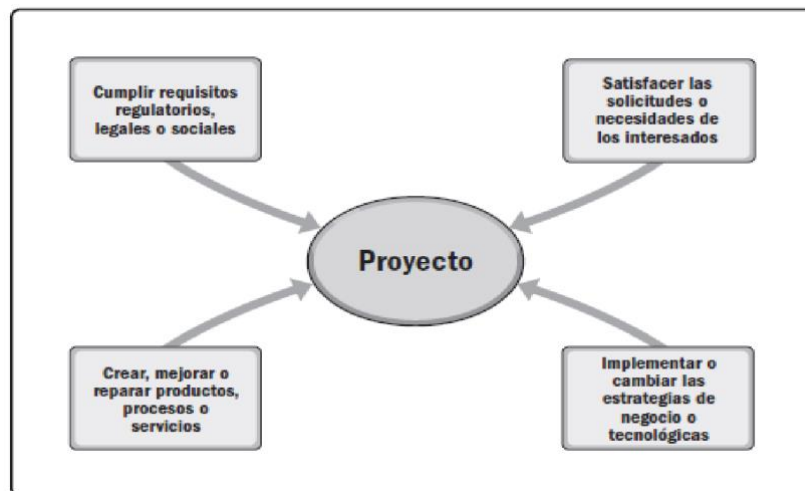 Cumplir requisitos
regulatorios,
legales o sociales
Satisfacer las
solicitudes o
necesidades de
los interesados
Proyecto
Crear, mejorar o
reparar productos,
procesos o
servicios
Implementar o
cambiar las
estrategias de
negocio o
tecnológicas